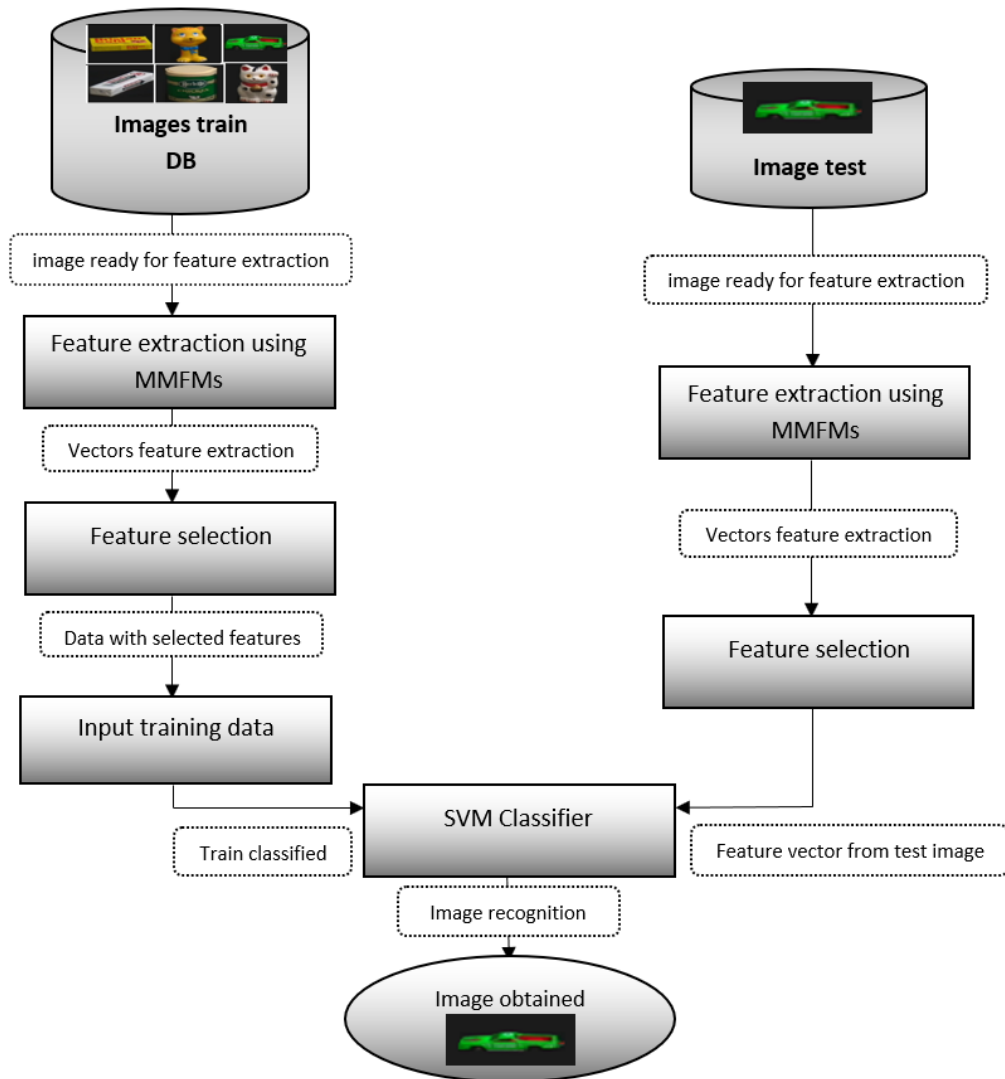 Images train
DB
image ready for feature extraction
Feature extraction using
MMFMs
Vectors feature extraction
Feature selection
Data with selected features
Input training data
Train classified
Image test
image ready for feature extraction
Feature extraction using
MMFMs
Vectors feature extraction
Feature selection
Feature vector from test image
SVM Classifier
Image recognition
Image obtained